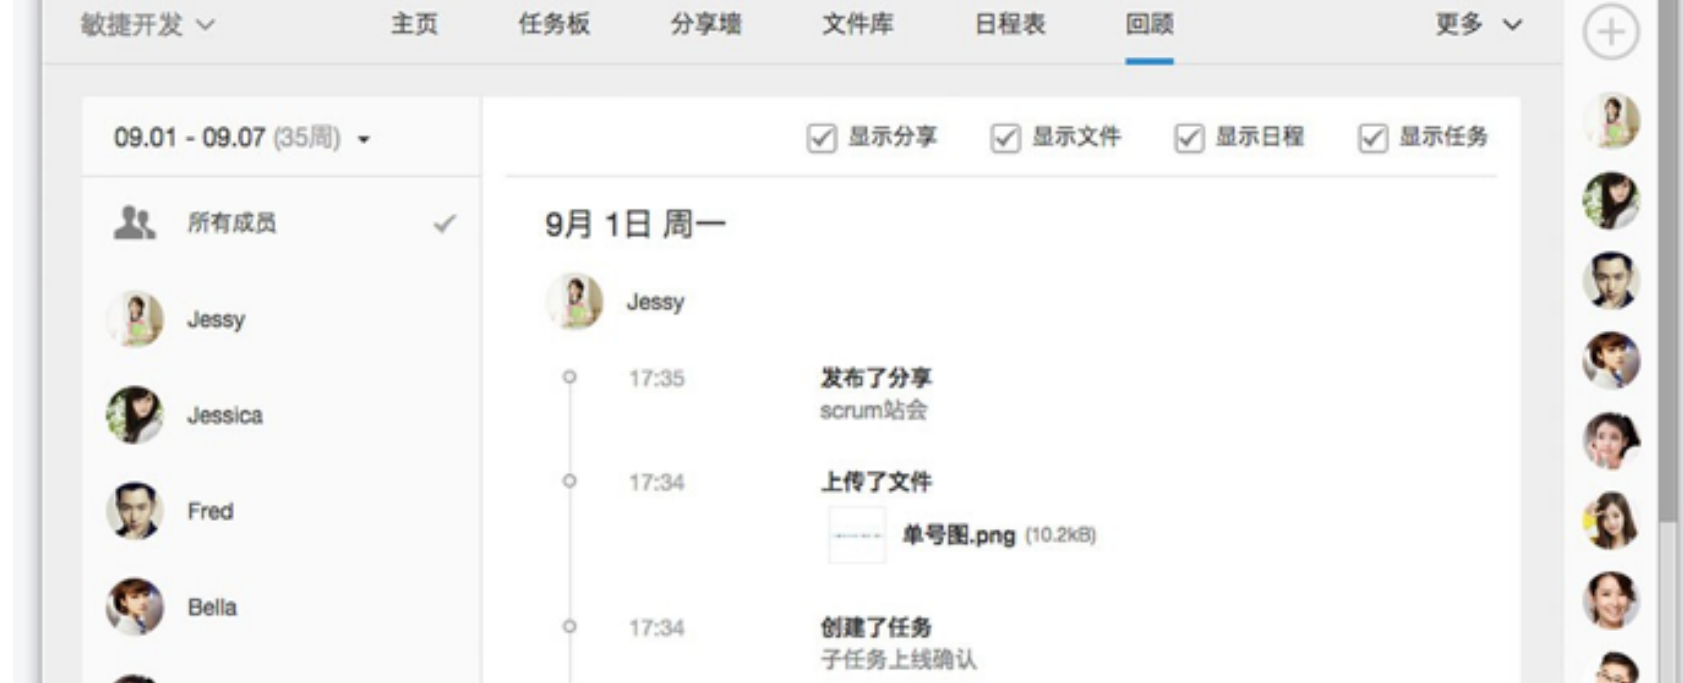 敏捷开发 主页 任务板 分享墙 文件库 日程表 回顾 更多
09.01 - 09.07 (35周) 显示分享 显示文件 显示日程 显示任务
所有成员
Jessy
Jessica
Fred
Bella
9月 1日 周一
Jessy
17:35 发布了分享
scrum站会
17:34 上传了文件
单号图.png (10.2kB)
17:34 创建了任务
子任务上线确认